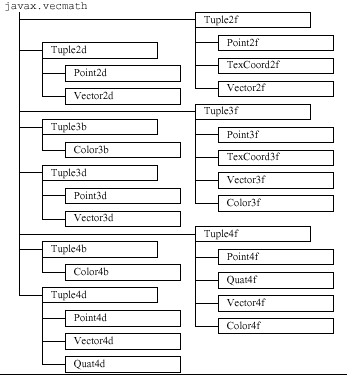 javax.vecmath
Tuple2f
Tuple2d
Point2f
Point2d
TexCoord2f
Vector2d
Vector2f
Tuple3f
Tuple3b
Point3f
Color3b
TexCoord3f
Tuple3d
Vector3f
Point3d
Color3f
Vector3d
Tuple4f
Tuple4b
Point4f
Color4b
Quat4f
Tuple4d
Vector4f
Point4d
Color4f
Vector4d
Quat4d